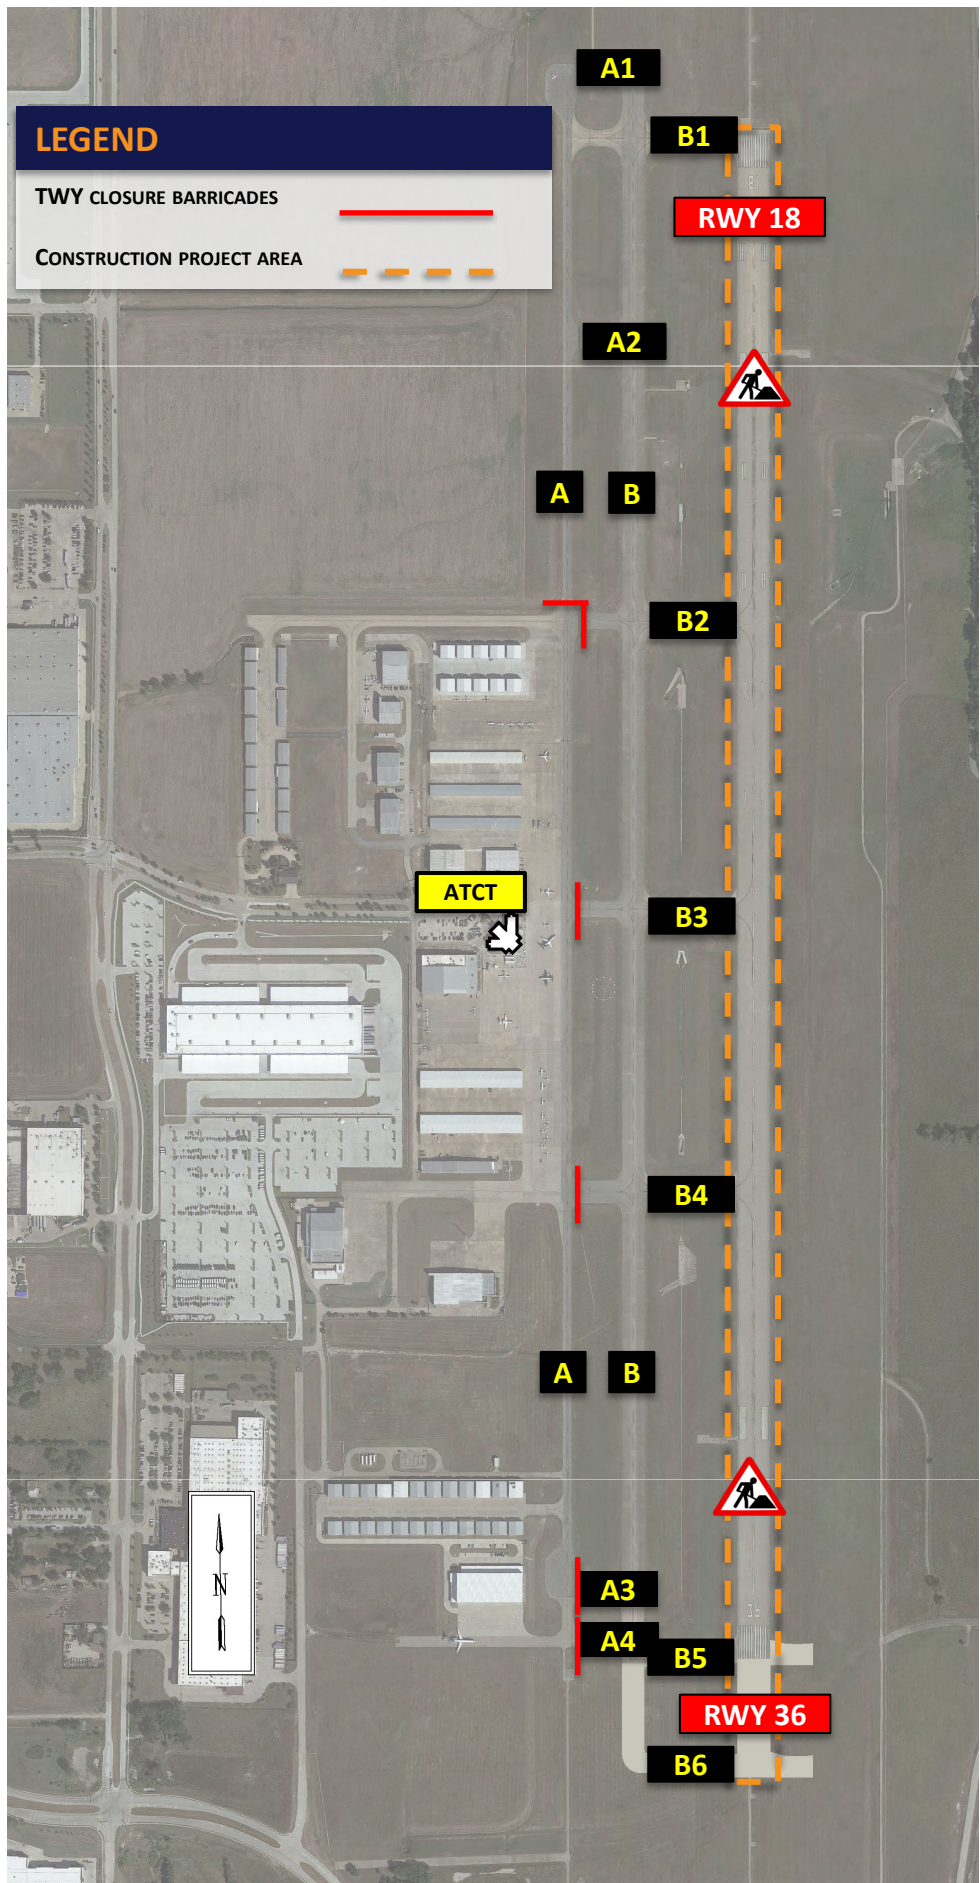 A1
LEGEND
B1
TWY CLOSURE BARRICADES
RWY 18
CONSTRUCTION PROJECT AREA
A2
A B
B2
ATCT
B3
B4
A B
N
A3
A4
B5
RWY 36
B6